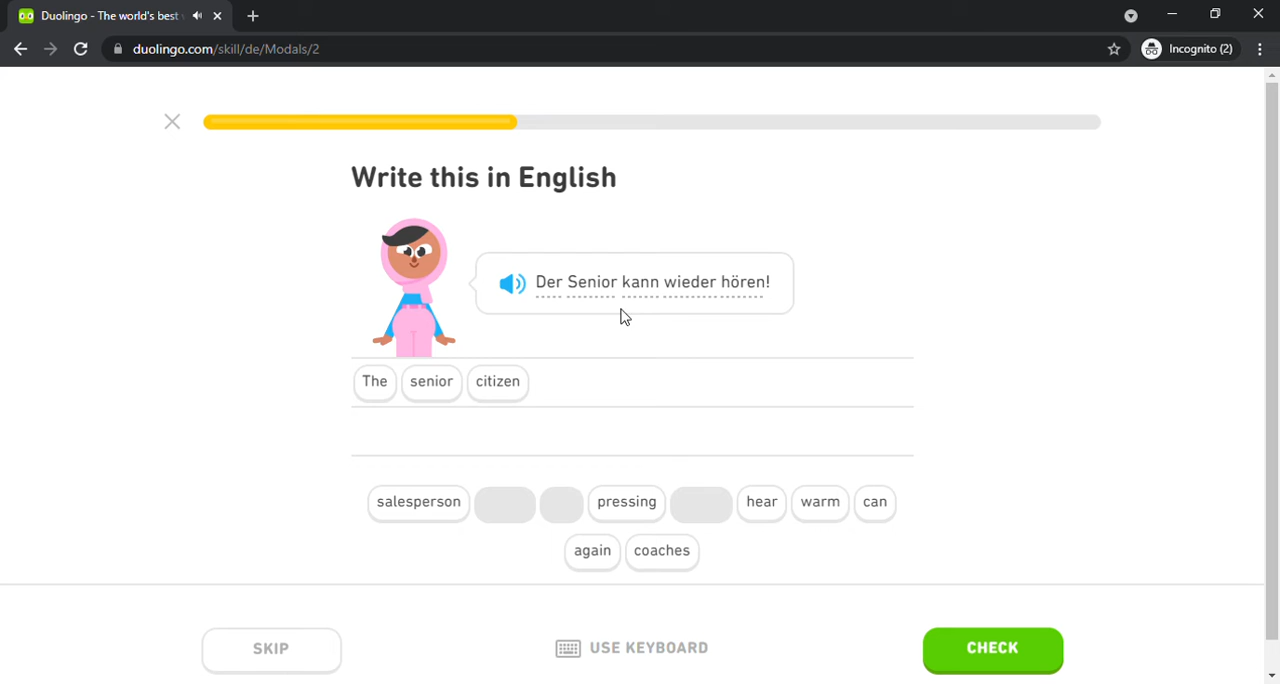 Duolingo - The world's best
duolingo.com/skill/de/Modals/2
Incognito (2)
Write this in English
Der Senior kann wieder hören!
The senior citizen
salesperson pressing hear warm can
again coaches
SKIP USE KEYBOARD CHECK